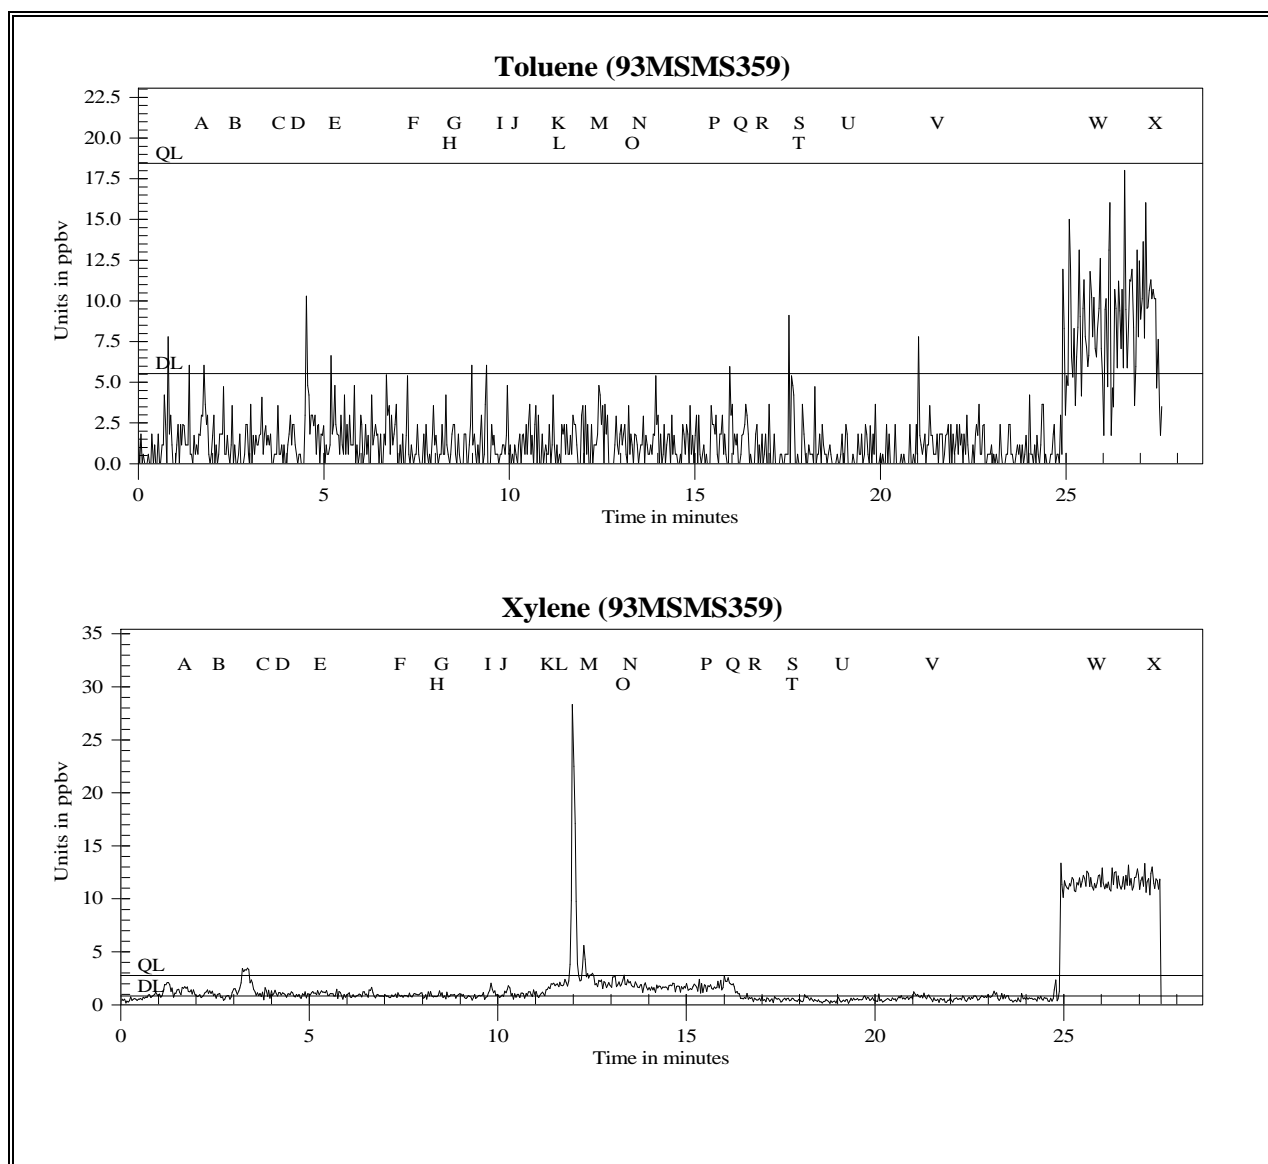 Toluene (93MSMS359)
22.5
A B C D E F G I J K M N P Q R S U V W X
20.0
H L O T
QL
17.5
15.0
12.5
Units in ppbv
10.0
7.5
DL
5.0
2.5
0.0
0 5 10 15 20 25
Time in minutes
Xylene (93MSMS359)
35
A B C D E F G I J K L M N P Q R S U V W X
30
H O T
25
20
Units in ppbv
15
10
5
QL
DL
0
0 5 10 15 20 25
Time in minutes